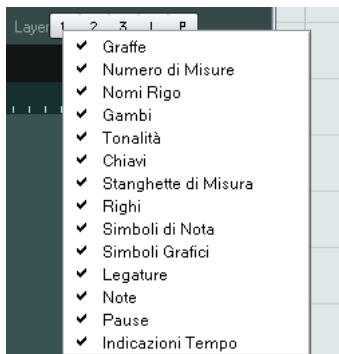 Layer 1 2 3 L P
Graffe
Numero di Misure
Nomi Rigo
Gambi
Tonalità
Chiavi
Stanghette di Misura
Righi
Simboli di Nota
Simboli Grafici
Legature
Note
Pause
Indicazioni Tempo